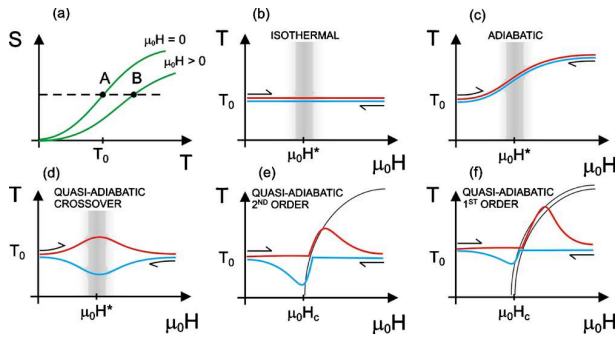 (a)
S
μ₀H = 0
μ₀H > 0
A
B
T₀
T
(b)
ISOTHERMAL
T
T₀
μ₀H*
μ₀H
(c)
ADIABATIC
T
T₀
μ₀H*
μ₀H
(d)
QUASI-ADIABATIC
CROSSOVER
T
T₀
μ₀H*
μ₀H
(e)
QUASI-ADIABATIC
2ND ORDER
T
T₀
μ₀Hc
μ₀H
(f)
QUASI-ADIABATIC
1ST ORDER
T
T₀
μ₀Hc
μ₀H